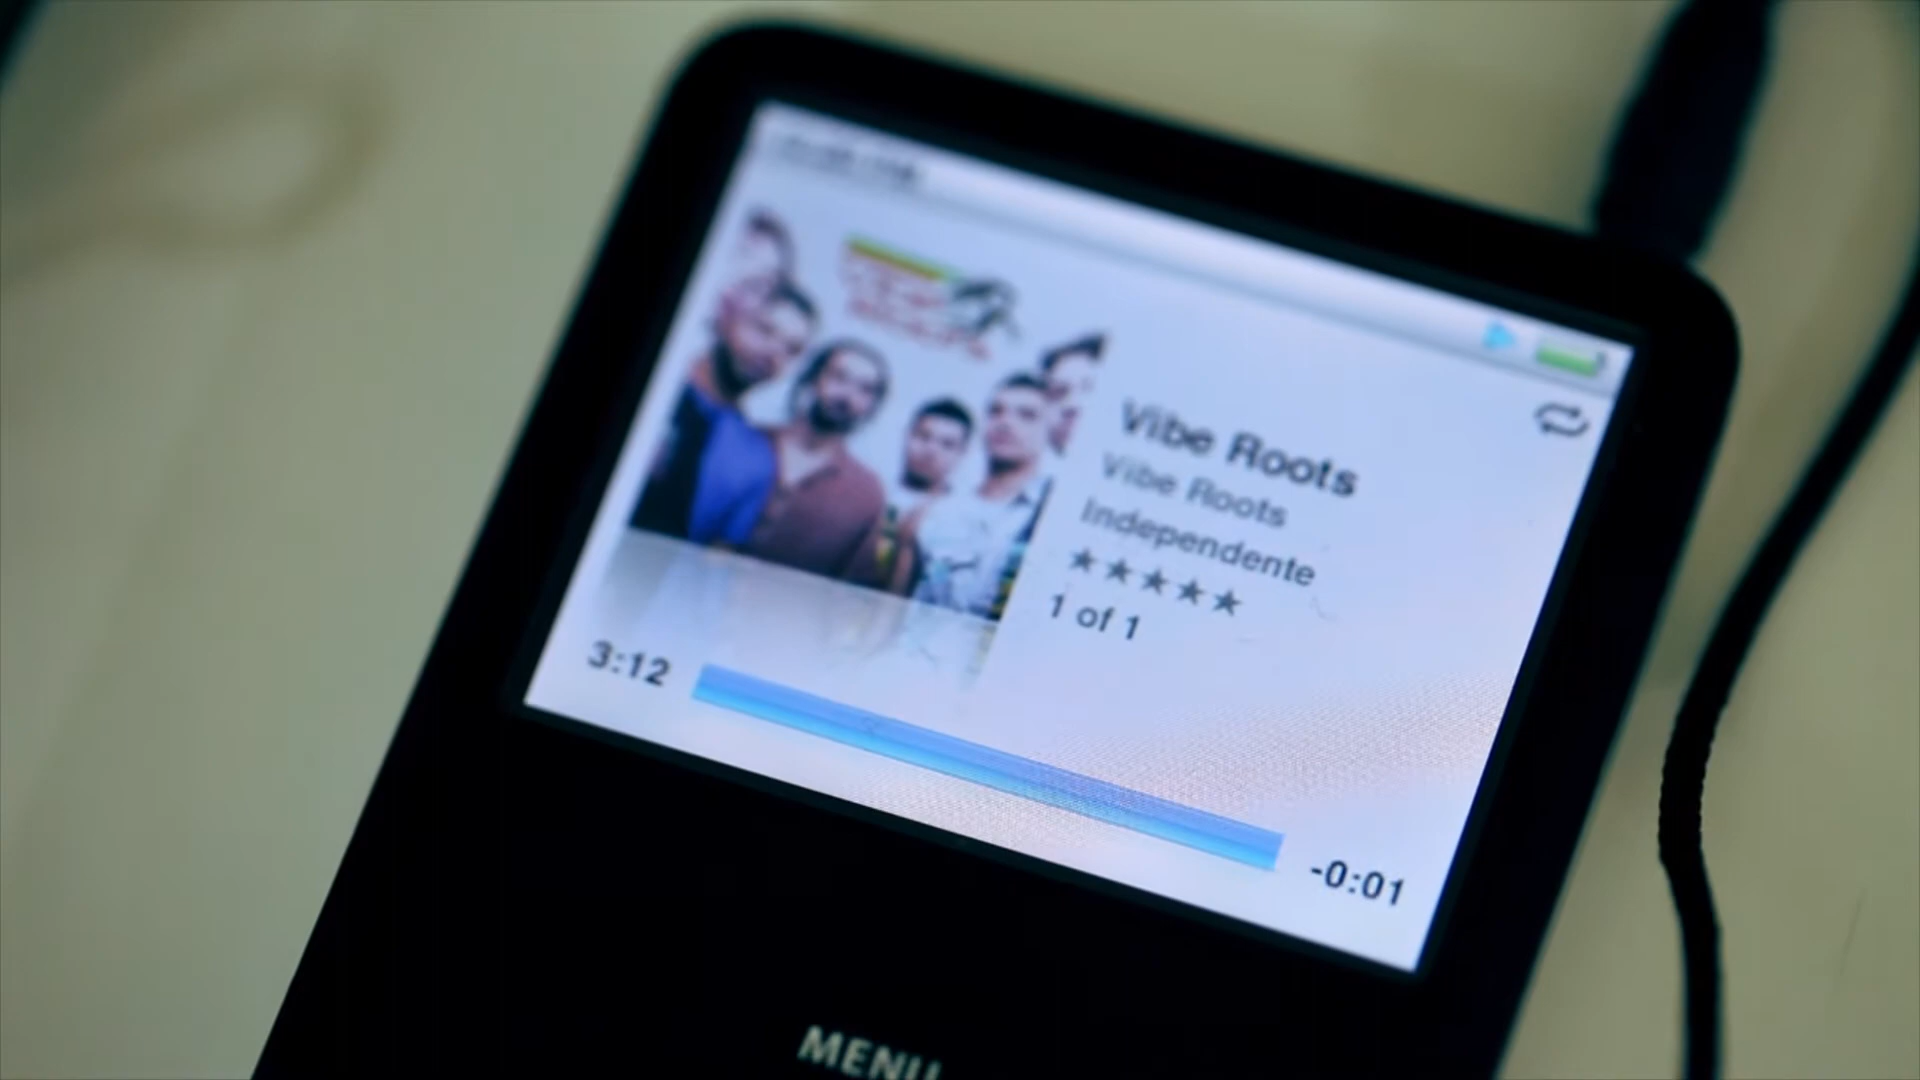 Vibe Roots
Vibe Roots
Independente
★★★★★
1 of 1
3:12
-0:01
MENU